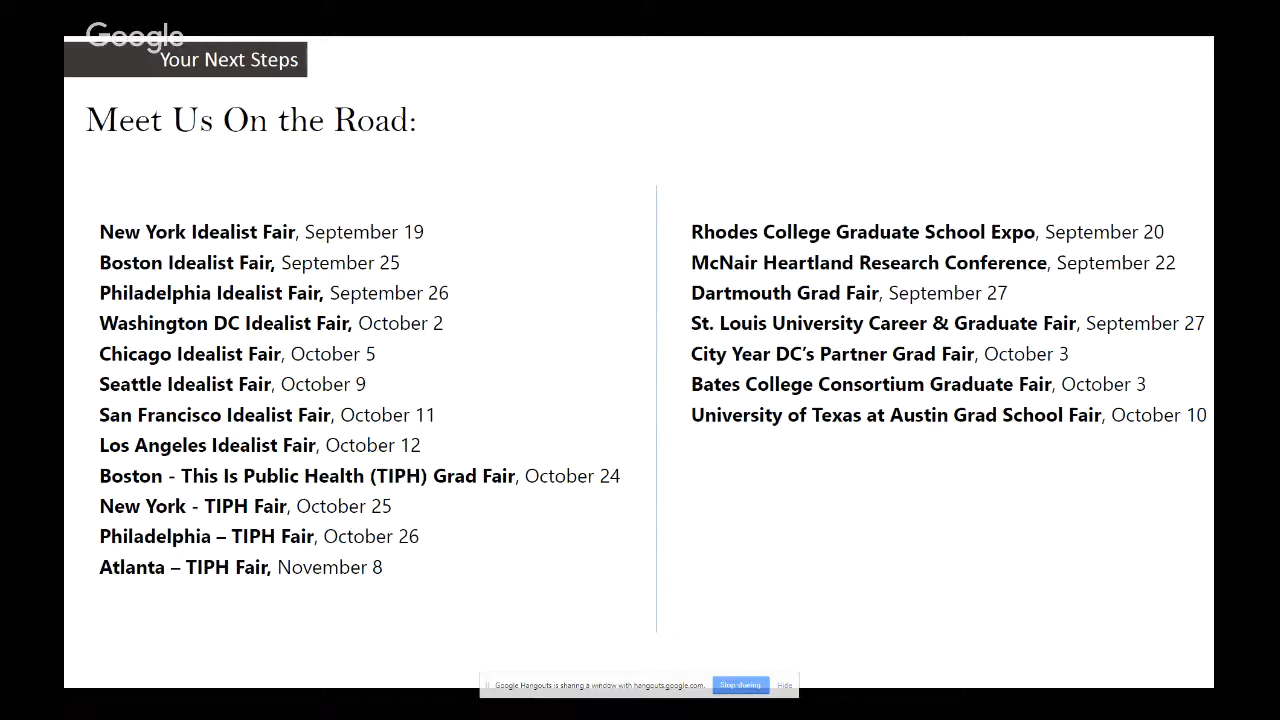 Google
Your Next Steps
Meet Us On the Road:
New York Idealist Fair, September 19
Boston Idealist Fair, September 25
Philadelphia Idealist Fair, September 26
Washington DC Idealist Fair, October 2
Chicago Idealist Fair, October 5
Seattle Idealist Fair, October 9
San Francisco Idealist Fair, October 11
Los Angeles Idealist Fair, October 12
Boston - This Is Public Health (TIPH) Grad Fair, October 24
New York - TIPH Fair, October 25
Philadelphia – TIPH Fair, October 26
Atlanta – TIPH Fair, November 8
Rhodes College Graduate School Expo, September 20
McNair Heartland Research Conference, September 22
Dartmouth Grad Fair, September 27
St. Louis University Career & Graduate Fair, September 27
City Year DC’s Partner Grad Fair, October 3
Bates College Consortium Graduate Fair, October 3
University of Texas at Austin Grad School Fair, October 10
Google Hangouts is sharing a window with hangouts.google.com. Stop sharing Hide